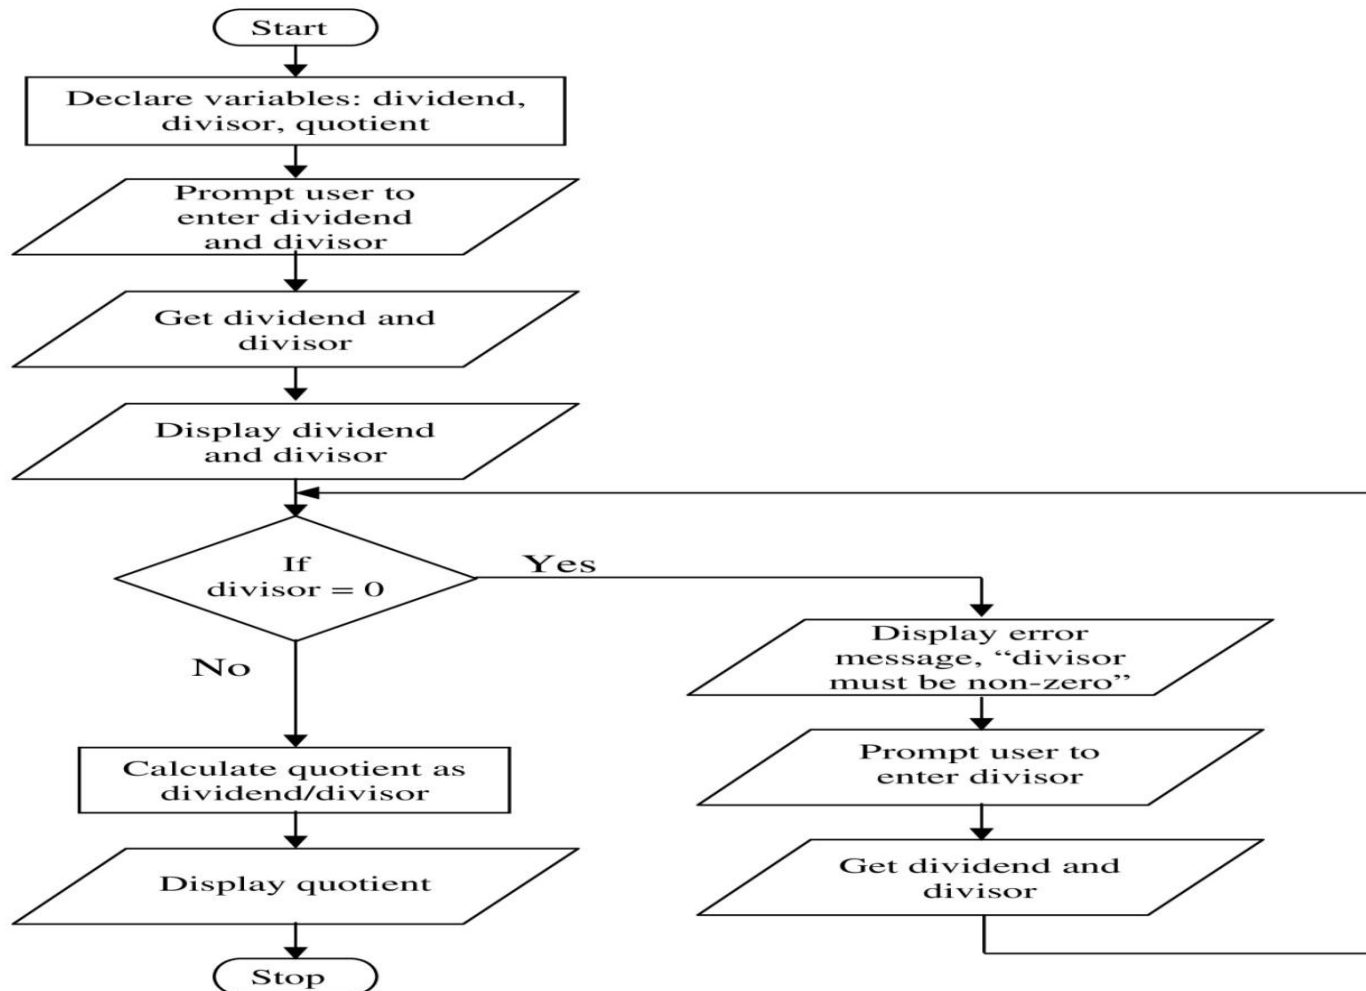 Start
Declare variables: dividend,
divisor, quotient
Prompt user to
enter dividend
and divisor
Get dividend and
divisor
Display dividend
and divisor
If
divisor = 0
Yes
No
Display error
message, “divisor
must be non-zero”
Prompt user to
enter divisor
Get dividend and
divisor
Calculate quotient as
dividend/divisor
Display quotient
Stop